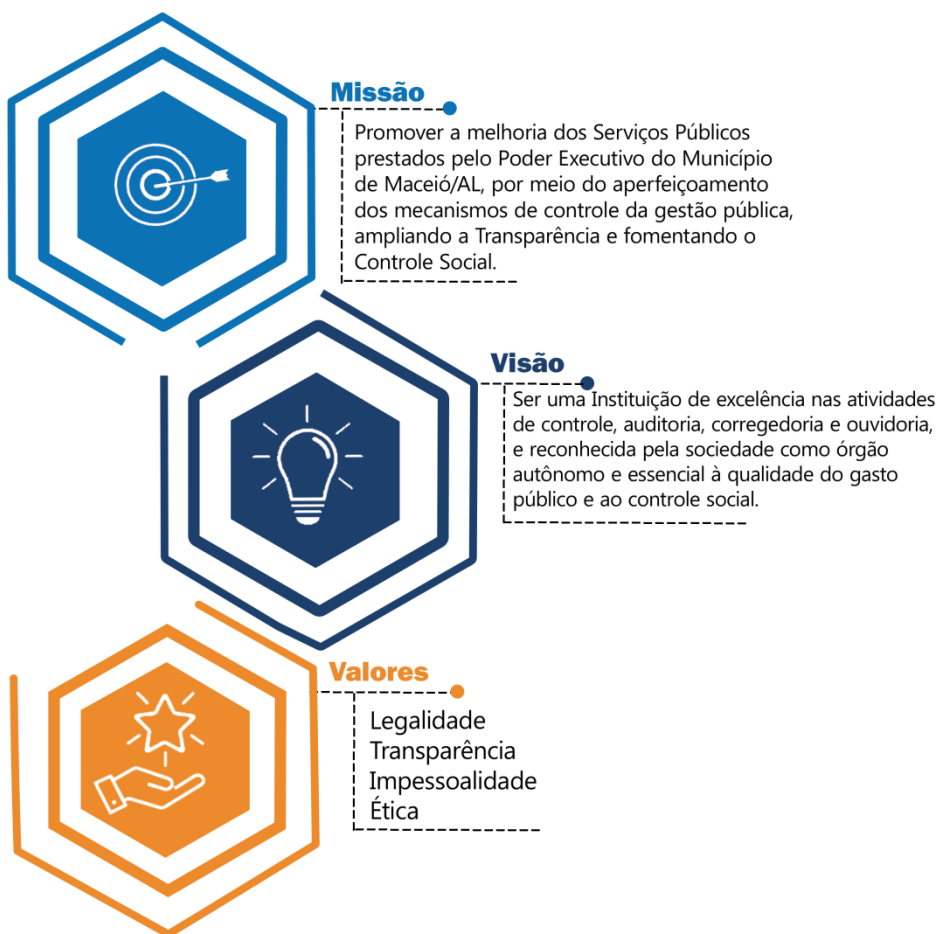 Missão
Promover a melhoria dos Serviços Públicos
prestados pelo Poder Executivo do Município
de Maceió/AL, por meio do aperfeiçoamento
dos mecanismos de controle da gestão pública,
ampliando a Transparência e fomentando o
Controle Social.
Visão
Ser uma Instituição de excelência nas atividades
de controle, auditoria, corregedoria e ouvidoria,
e reconhecida pela sociedade como órgão
autônomo e essencial à qualidade do gasto
público e ao controle social.
Valores
Legalidade
Transparência
Impessoalidade
Ética